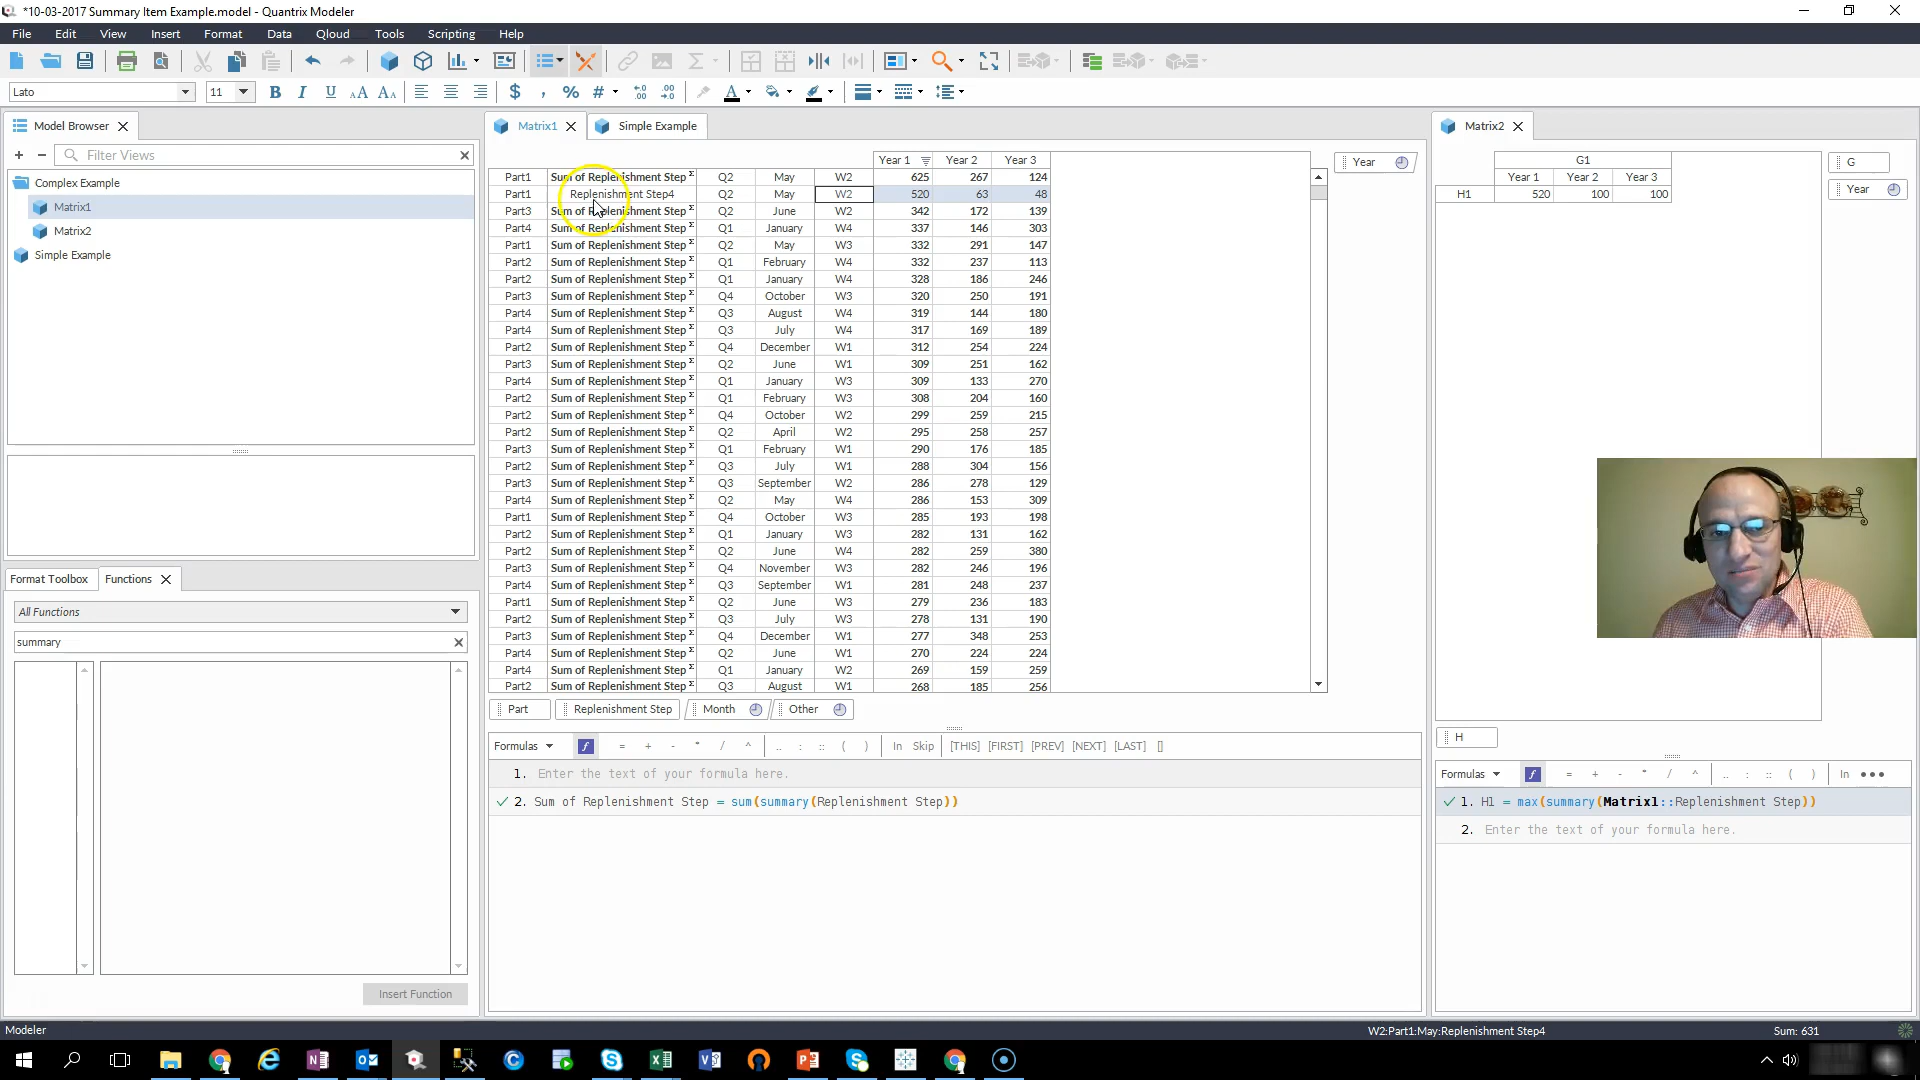 *10-03-2017 Summary Item Example.model - Quantrix Modeler
File Edit View Insert Format Data Qloud Tools Scripting Help
Lato 11 B I U
Model Browser
Filter Views
Complex Example
Matrix1
Matrix2
Simple Example
Format Toolbox Functions
All Functions
summary
Insert Function
Matrix1 Simple Example
Year 1 Year 2 Year 3
Part1 Sum of Replenishment Step Σ Q2 May W2 625 267 124
Part1 Replenishment Step4 Q2 May W2 520 63 48
Part3 Sum of Replenishment Step Σ Q2 June W2 342 172 139
Part4 Sum of Replenishment Step Σ Q1 January W4 337 146 303
Part1 Sum of Replenishment Step Σ Q2 May W3 332 291 147
Part2 Sum of Replenishment Step Σ Q1 February W4 332 237 113
Part2 Sum of Replenishment Step Σ Q1 January W4 328 186 246
Part3 Sum of Replenishment Step Σ Q4 October W3 320 250 191
Part4 Sum of Replenishment Step Σ Q3 August W4 319 144 180
Part4 Sum of Replenishment Step Σ Q3 July W4 317 169 189
Part2 Sum of Replenishment Step Σ Q4 December W1 312 254 224
Part3 Sum of Replenishment Step Σ Q2 June W1 309 251 162
Part4 Sum of Replenishment Step Σ Q1 January W3 309 133 270
Part2 Sum of Replenishment Step Σ Q1 February W3 308 204 160
Part2 Sum of Replenishment Step Σ Q4 October W2 299 259 215
Part2 Sum of Replenishment Step Σ Q2 April W2 295 258 257
Part3 Sum of Replenishment Step Σ Q1 February W1 290 176 185
Part2 Sum of Replenishment Step Σ Q3 July W1 288 304 156
Part3 Sum of Replenishment Step Σ Q3 September W2 286 278 129
Part4 Sum of Replenishment Step Σ Q2 May W4 286 153 309
Part1 Sum of Replenishment Step Σ Q4 October W3 285 193 198
Part2 Sum of Replenishment Step Σ Q1 January W3 282 131 162
Part2 Sum of Replenishment Step Σ Q2 June W4 282 259 380
Part3 Sum of Replenishment Step Σ Q4 November W3 282 246 196
Part4 Sum of Replenishment Step Σ Q3 September W1 281 248 237
Part1 Sum of Replenishment Step Σ Q2 June W3 279 236 183
Part2 Sum of Replenishment Step Σ Q3 July W3 278 131 190
Part3 Sum of Replenishment Step Σ Q4 December W1 277 348 253
Part4 Sum of Replenishment Step Σ Q2 June W1 270 224 224
Part4 Sum of Replenishment Step Σ Q1 January W2 269 159 259
Part2 Sum of Replenishment Step Σ Q3 August W1 268 185 256
Year
Part Replenishment Step Month Other
Formulas = + - * / ^ .. : :: ( ) In Skip [THIS] [FIRST] [PREV] [NEXT] [LAST] []
1. Enter the text of your formula here.
2. Sum of Replenishment Step = sum(summary(Replenishment Step))
Matrix2
G1
Year 1 Year 2 Year 3
H1 520 100 100
G
Year
H
Formulas = + - * / ^ .. : :: ( ) In
1. H1 = max(summary(Matrix1::Replenishment Step))
2. Enter the text of your formula here.
Modeler W2:Part1:May:Replenishment Step4 Sum: 631